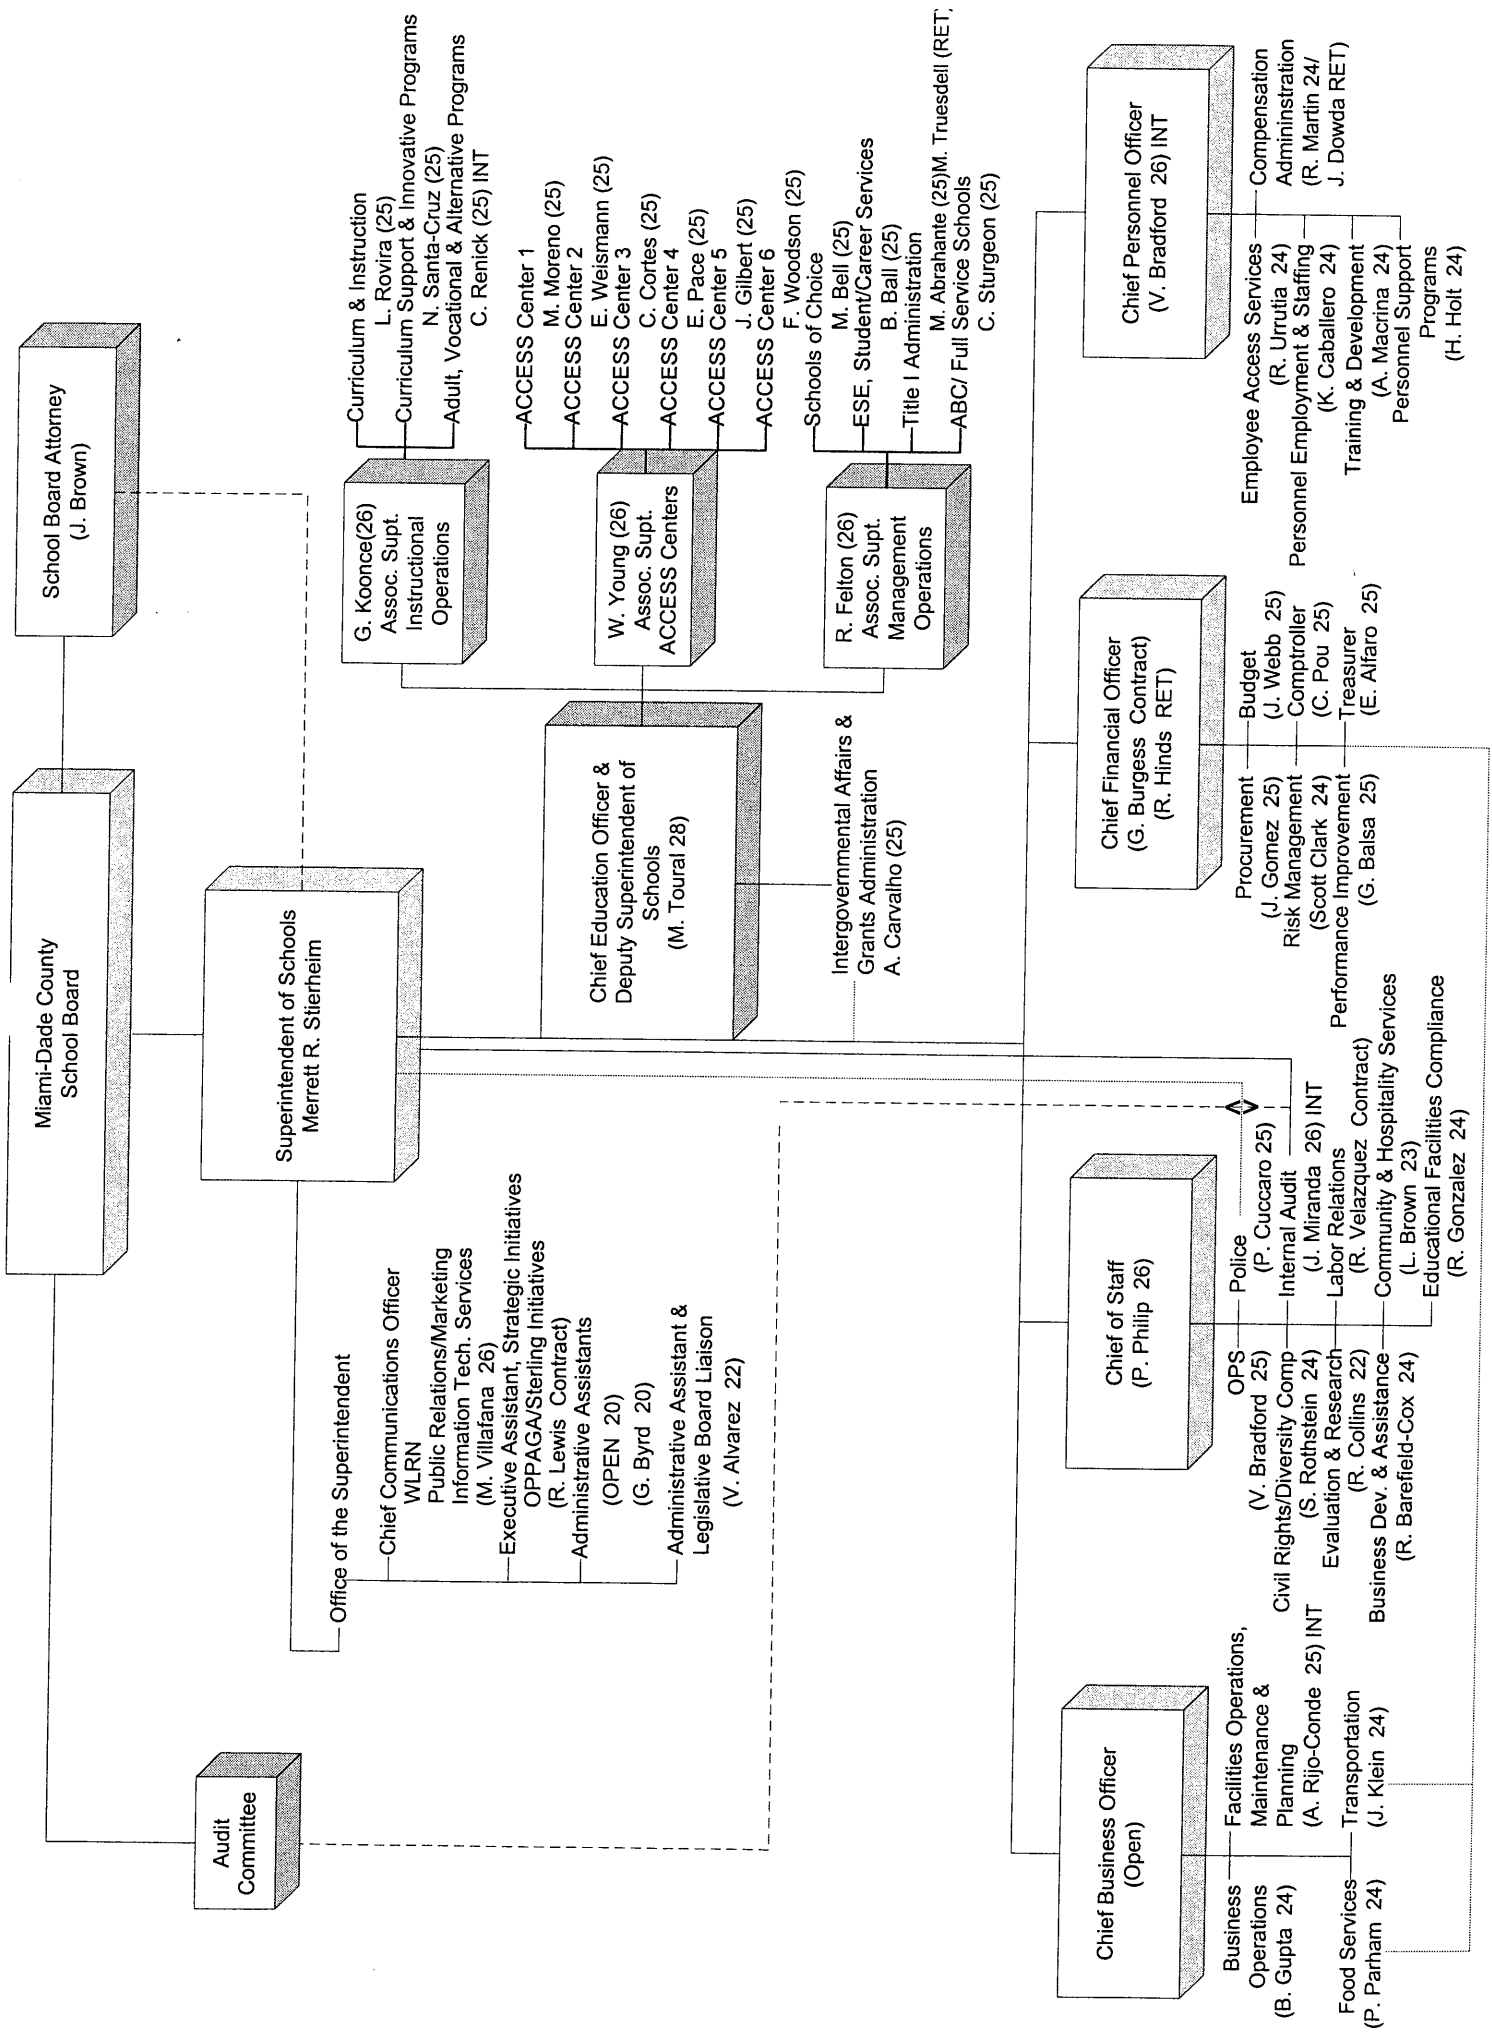 Miami-Dade County
School Board
School Board Attorney
(J. Brown)
Audit
Committee
Superintendent of Schools
Merrett R. Stierheim
Office of the Superintendent
Chief Communications Officer
WLRN
Public Relations/Marketing
Information Tech. Services
(M. Villafana 26)
Executive Assistant, Strategic Initiatives
OPPAGA/Sterling Initiatives
(R. Lewis Contract)
Administrative Assistants
(OPEN 20)
(G. Byrd 20)
Administrative Assistant &
Legislative Board Liaison
(V. Alvarez 22)
Chief Education Officer &
Deputy Superintendent of
Schools
(M. Toural 28)
Intergovernmental Affairs &
Grants Administration
A. Carvalho (25)
G. Koonce(26)
Assoc. Supt.
Instructional
Operations
Curriculum & Instruction
L. Rovira (25)
Curriculum Support & Innovative Programs
N. Santa-Cruz (25)
Adult, Vocational & Alternative Programs
C. Renick (25) INT
W. Young (26)
Assoc. Supt.
ACCESS Centers
ACCESS Center 1
M. Moreno (25)
ACCESS Center 2
E. Weismann (25)
ACCESS Center 3
C. Cortes (25)
ACCESS Center 4
E. Pace (25)
ACCESS Center 5
J. Gilbert (25)
ACCESS Center 6
F. Woodson (25)
R. Felton (26)
Assoc. Supt.
Management
Operations
Schools of Choice
M. Bell (25)
ESE, Student/Career Services
B. Ball (25)
Title I Administration
M. Abrahante (25)M. Truesdell (RET)
ABC/ Full Service Schools
C. Sturgeon (25)
Chief Business Officer
(Open)
Business
Operations
(B. Gupta 24)
Facilities Operations,
Maintenance &
Planning
(A. Rijo-Conde 25) INT
Food Services
(P. Parham 24)
Transportation
(J. Klein 24)
Chief of Staff
(P. Philip 26)
OPS
(V. Bradford 25)
Civil Rights/Diversity Comp
(S. Rothstein 24)
Evaluation & Research
(R. Collins 22)
Business Dev. & Assistance
(R. Barefield-Cox 24)
Police
(P. Cuccaro 25)
Internal Audit
(J. Miranda 26) INT
Labor Relations
(R. Velazquez Contract)
Community & Hospitality Services
(L. Brown 23)
Educational Facilities Compliance
(R. Gonzalez 24)
Chief Financial Officer
(G. Burgess Contract)
(R. Hinds RET)
Procurement
(J. Gomez 25)
Risk Management
(Scott Clark 24)
Performance Improvement
(G. Balsa 25)
Budget
(J. Webb 25)
Comptroller
(C. Pou 25)
Treasurer
(E. Alfaro 25)
Chief Personnel Officer
(V. Bradford 26) INT
Employee Access Services
(R. Urrutia 24)
Personnel Employment & Staffing
(K. Caballero 24)
Training & Development
(A. Macrina 24)
Personnel Support
Programs
(H. Holt 24)
Compensation
Admininstration
(R. Martin 24/
J. Dowda RET)